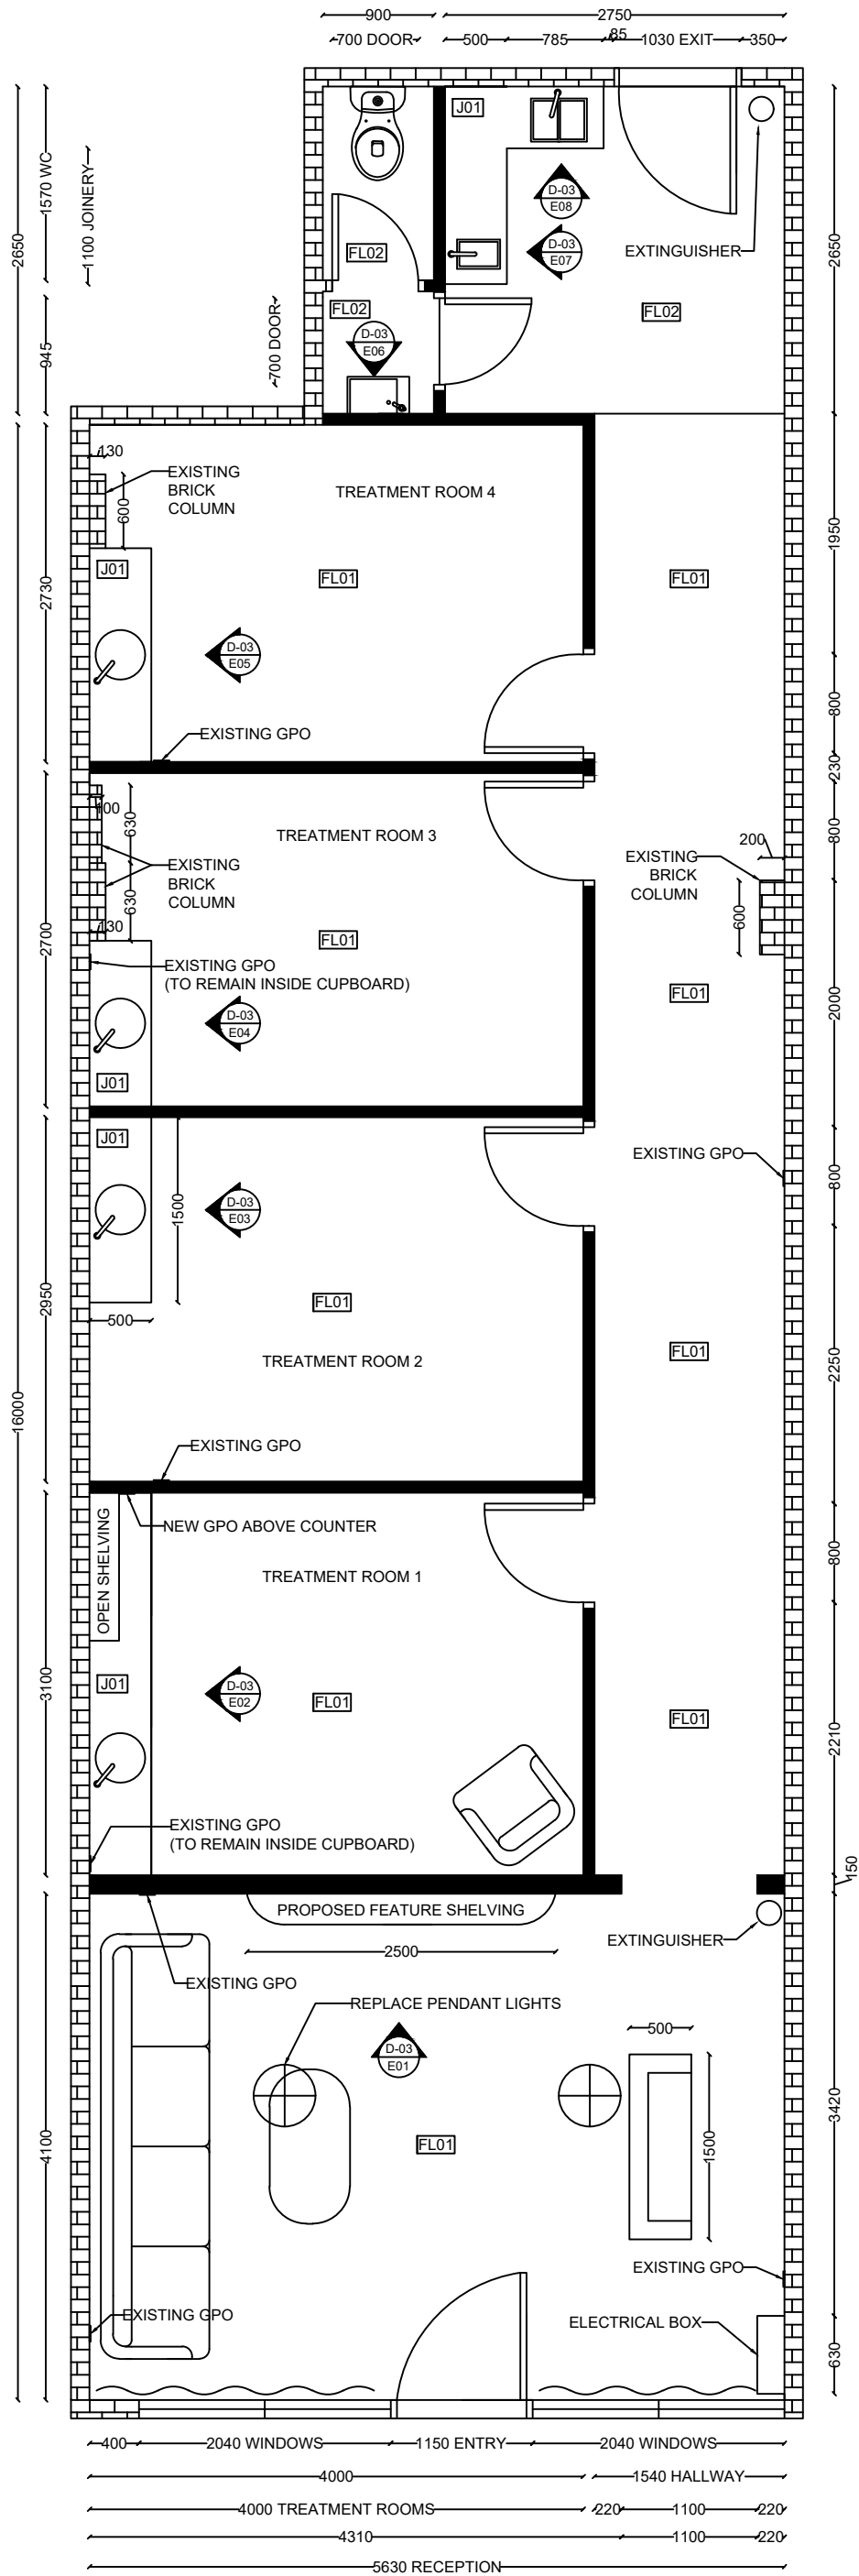 900
2750
700 DOOR
500
785
85
1030 EXIT
350
2650
1570 WC
1100 JOINERY
J01
D-03
E08
EXTINGUISHER
2650
FL02
D-03
E07
945
700 DOOR
FL02
FL02
D-03
E06
130
EXISTING
BRICK
COLUMN
600
TREATMENT ROOM 4
1950
2730
J01
FL01
FL01
D-03
E05
800
EXISTING GPO
230
100
630
TREATMENT ROOM 3
800
200
EXISTING
BRICK
COLUMN
EXISTING
BRICK
COLUMN
630
600
130
2700
FL01
EXISTING GPO
(TO REMAIN INSIDE CUPBOARD)
FL01
2000
D-03
E04
J01
J01
EXISTING GPO
800
1500
D-03
E03
2950
FL01
500
FL01
2250
TREATMENT ROOM 2
16000
EXISTING GPO
OPEN SHELVING
NEW GPO ABOVE COUNTER
800
TREATMENT ROOM 1
3100
J01
D-03
E02
FL01
FL01
2210
EXISTING GPO
(TO REMAIN INSIDE CUPBOARD)
150
PROPOSED FEATURE SHELVING
EXTINGUISHER
2500
EXISTING GPO
REPLACE PENDANT LIGHTS
500
D-03
E01
3420
4100
FL01
1500
EXISTING GPO
EXISTING GPO
ELECTRICAL BOX
630
400
2040 WINDOWS
1150 ENTRY
2040 WINDOWS
4000
1540 HALLWAY
4000 TREATMENT ROOMS
220
1100
220
4310
1100
220
5630 RECEPTION